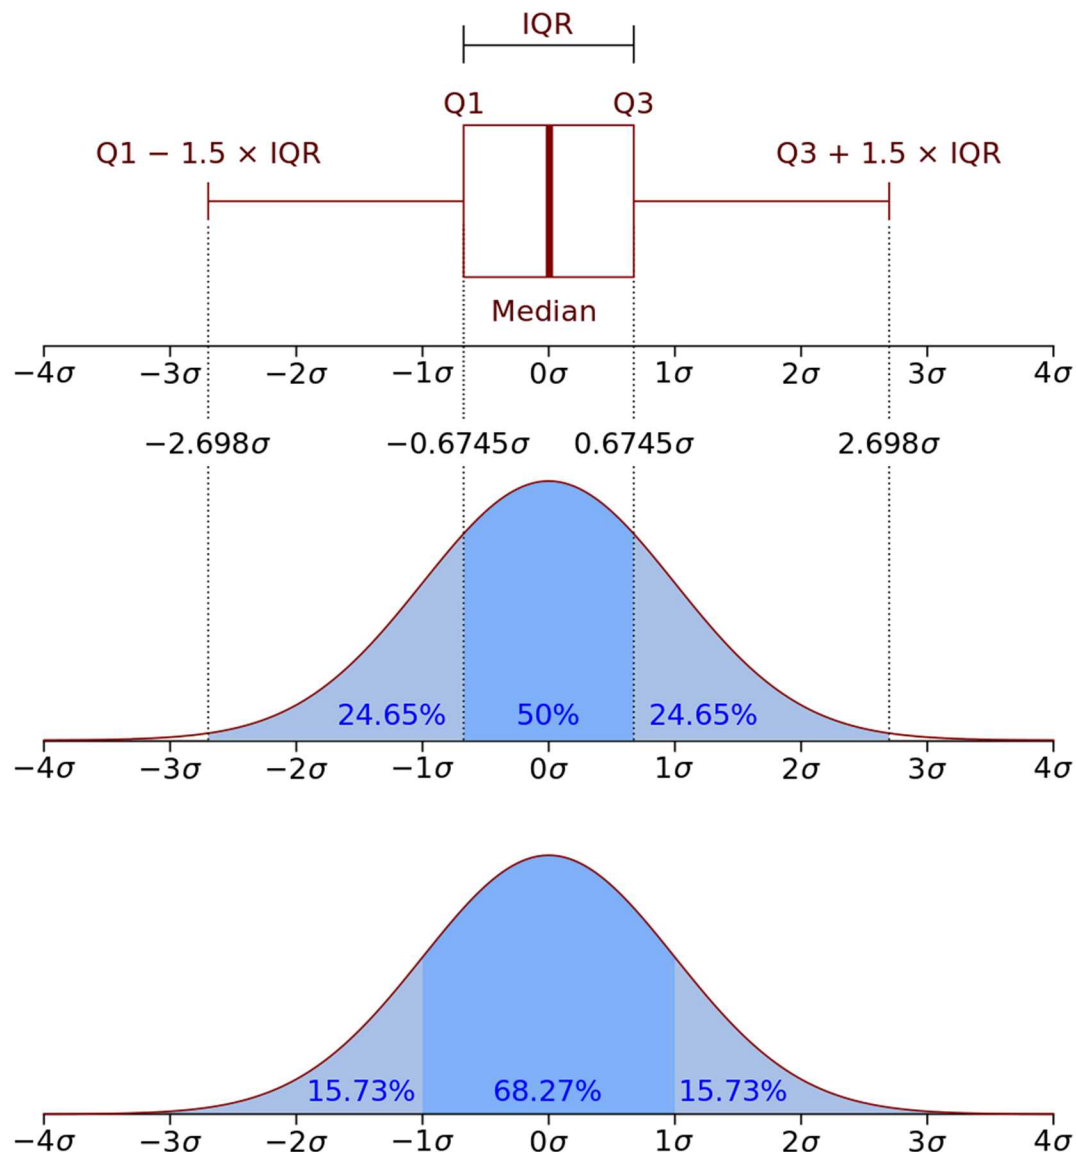 IQR
Q1 Q3
Q1 − 1.5 × IQR Q3 + 1.5 × IQR
Median
−4σ −3σ −2σ −1σ 0σ 1σ 2σ 3σ 4σ
−2.698σ −0.6745σ 0.6745σ 2.698σ
24.65% 50% 24.65%
−4σ −3σ −2σ −1σ 0σ 1σ 2σ 3σ 4σ
15.73% 68.27% 15.73%
−4σ −3σ −2σ −1σ 0σ 1σ 2σ 3σ 4σ